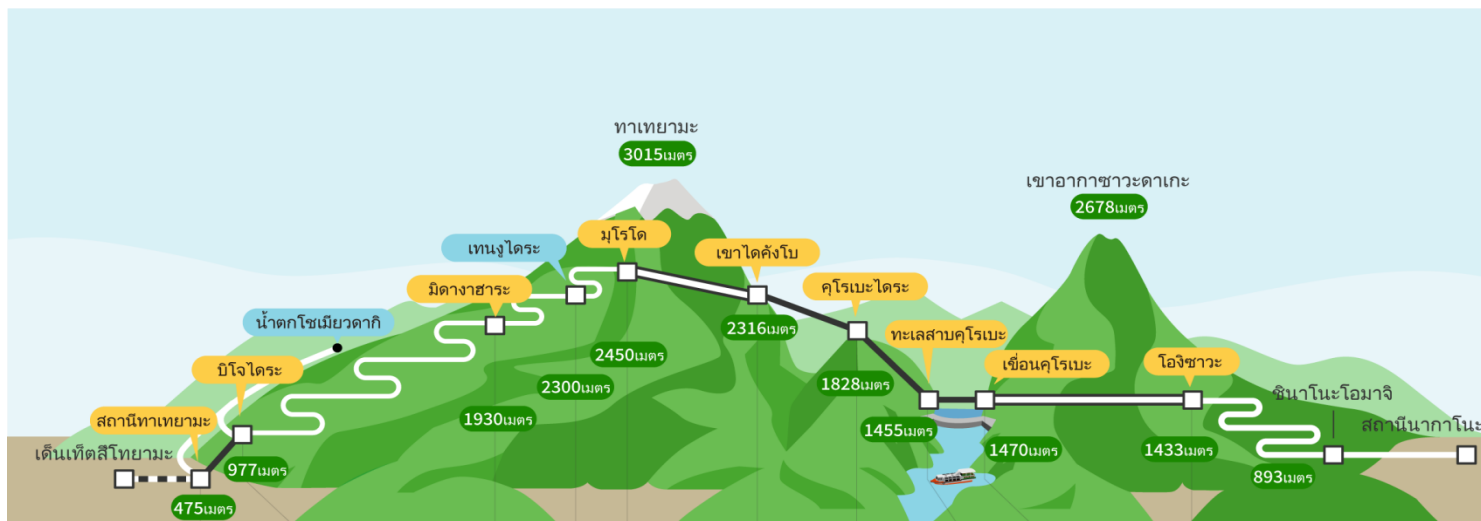 ทาเทยามะ
3015เมตร
เขาอากาซาวะดาเกะ
2678เมตร
มุโรโด
เทนงูไดระ
เขาไดคังโบ
มิดางาฮาระ
คุโรเบะไดระ
น้ำตกโชเมียวดากิ
2316เมตร
ทะเลสาบคุโรเบะ
2450เมตร
บิโจไดระ
เขื่อนคุโรเบะ
โองิซาวะ
2300เมตร
1828เมตร
ชินาโนะโอมาจิ
สถานีทาเทยามะ
1930เมตร
1455เมตร
สถานีนากาโนะ
เด็นเท็ตสึโทยามะ
977เมตร
1470เมตร
1433เมตร
893เมตร
475เมตร